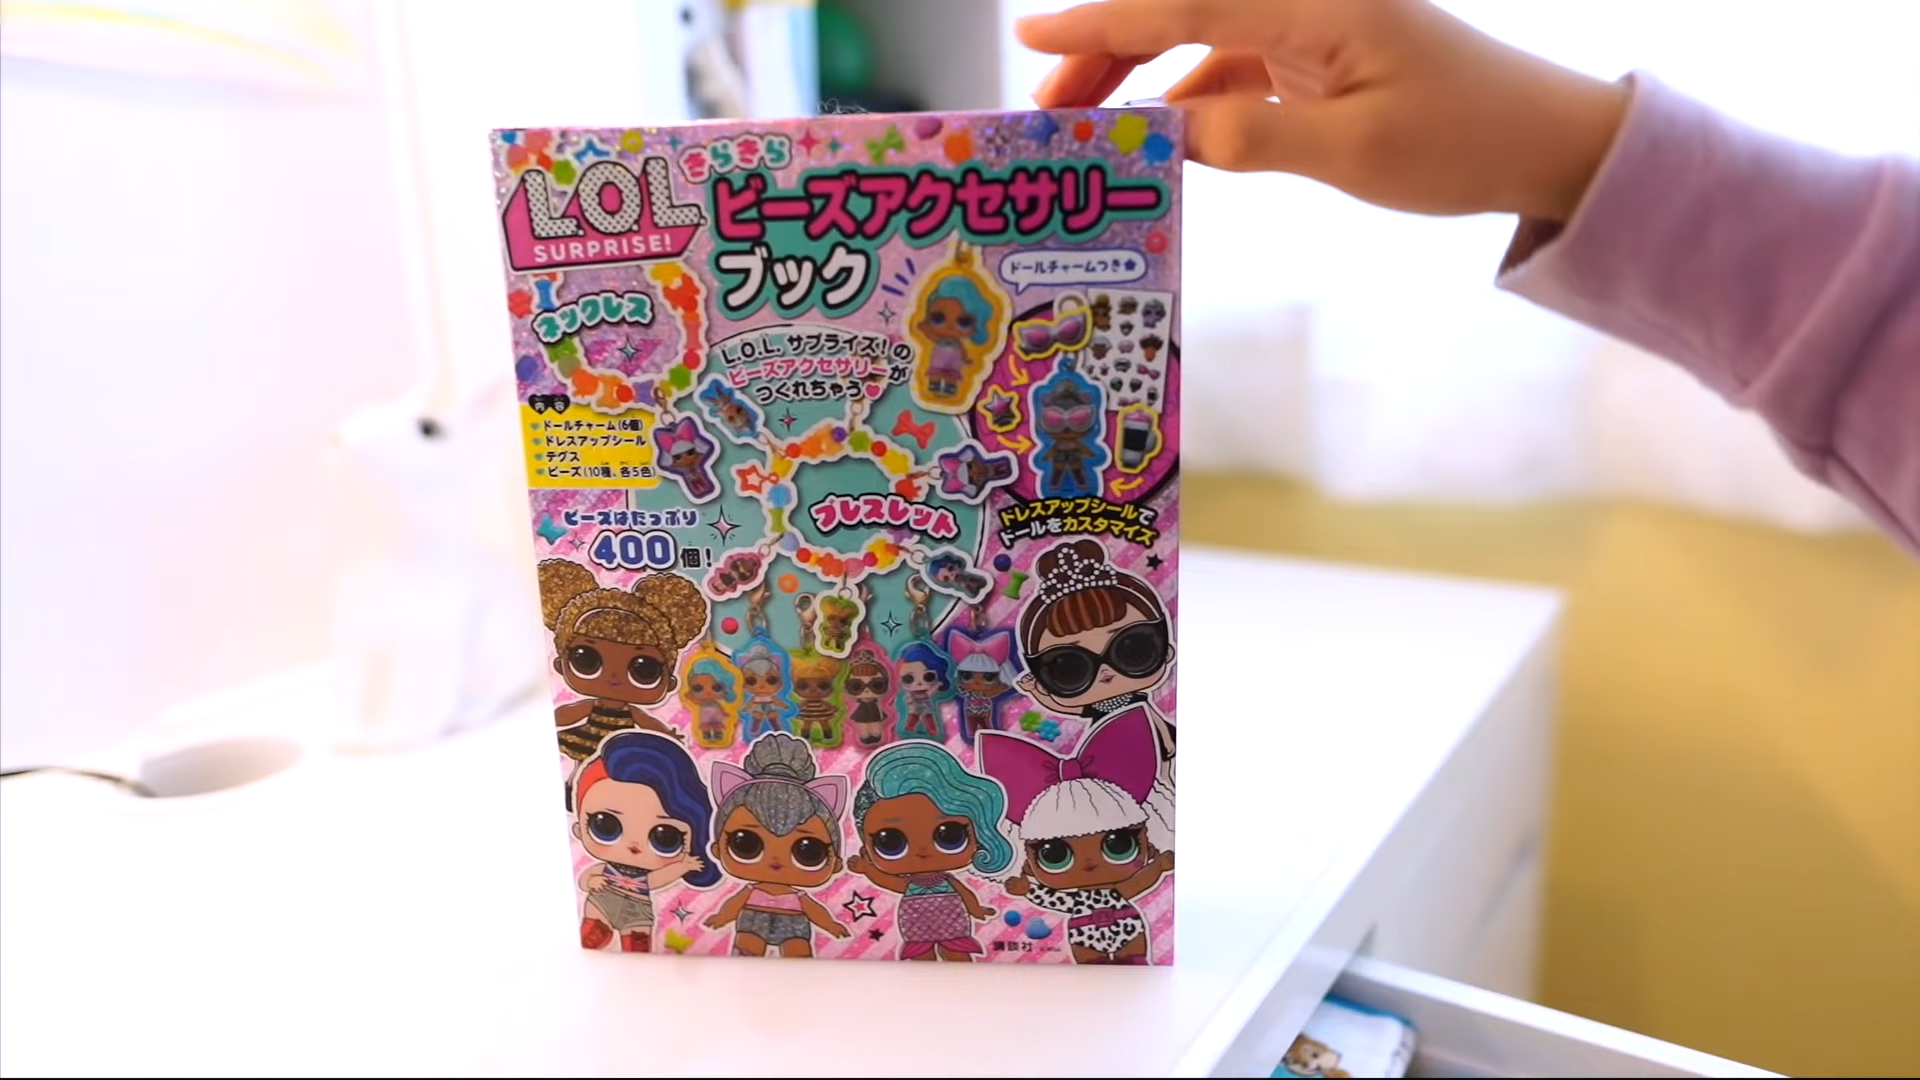 L.O.L.
SURPRISE!
きらきら
ビーズアクセサリー
ブック
ドールチャームつき★
ネックレス
L.O.L. サプライズ!の
ビーズアクセサリーが
つくれちゃう♥
内容
ドールチャーム(6個)
ドレスアップシール
テグス
ビーズ(10種、各5色)
ブレスレット
ビーズはたっぷり
400個!
ドレスアップシールで
ドールをカスタマイズ
講談社